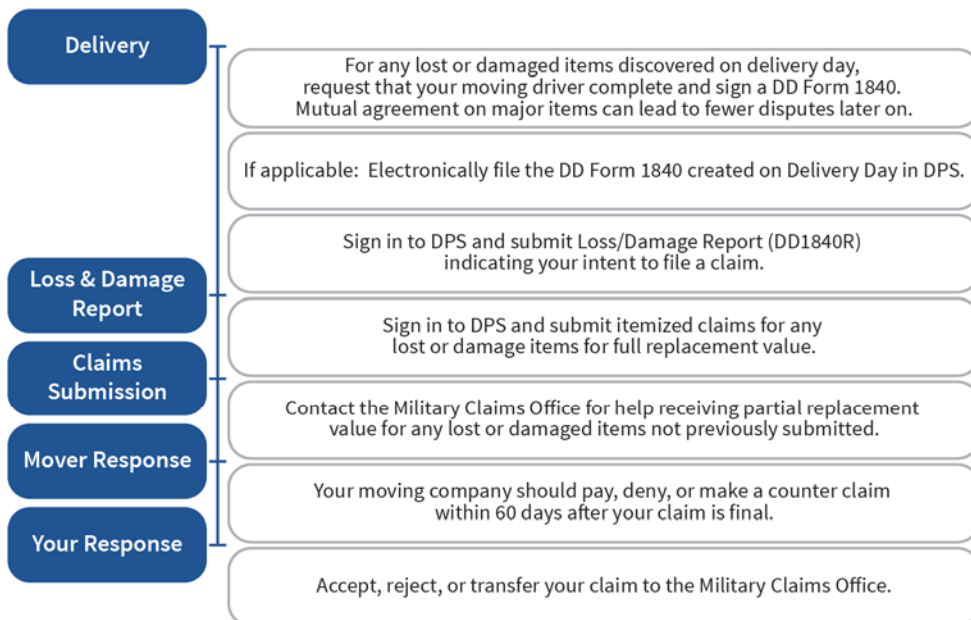 Delivery
For any lost or damaged items discovered on delivery day,
request that your moving driver complete and sign a DD Form 1840.
Mutual agreement on major items can lead to fewer disputes later on.
If applicable: Electronically file the DD Form 1840 created on Delivery Day in DPS.
Sign in to DPS and submit Loss/Damage Report (DD1840R)
indicating your intent to file a claim.
Loss & Damage
Report
Sign in to DPS and submit itemized claims for any
lost or damage items for full replacement value.
Claims
Submission
Contact the Military Claims Office for help receiving partial replacement
value for any lost or damaged items not previously submitted.
Mover Response
Your moving company should pay, deny, or make a counter claim
within 60 days after your claim is final.
Your Response
Accept, reject, or transfer your claim to the Military Claims Office.